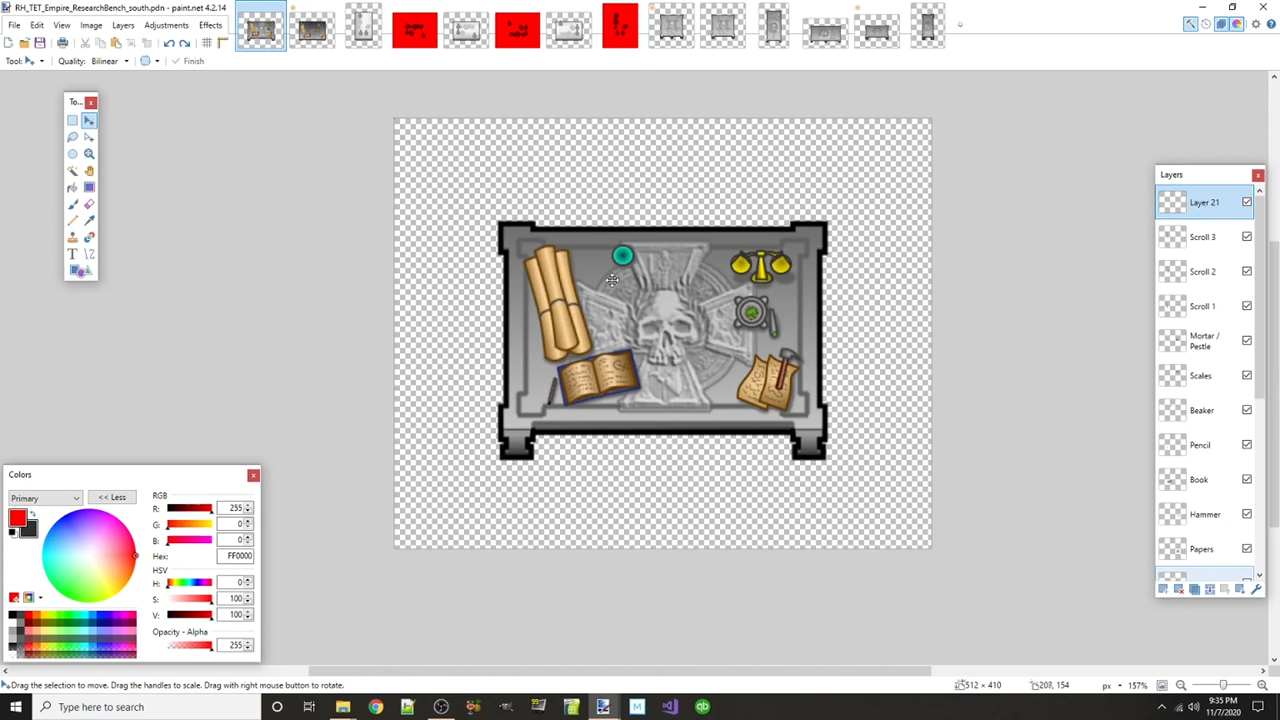 RH_TET_Empire_ResearchBench_south.pdn - paint.net 4.2.14
File Edit View Image Layers Adjustments Effects
Tool: Quality: Bilinear Finish
To...
Layers
Layer 21
Scroll 3
Scroll 2
Scroll 1
Mortar /
Pestle
Scales
Beaker
Pencil
Book
Hammer
Papers
Colors
Primary
<< Less
RGB
R: 255
G: 0
B: 0
Hex: FF0000
HSV
H: 0
S: 100
V: 100
Opacity - Alpha
255
Drag the selection to move. Drag the handles to scale. Drag with right mouse button to rotate.
512 × 410
208, 154
px
157%
Type here to search
9:35 PM
11/7/2020